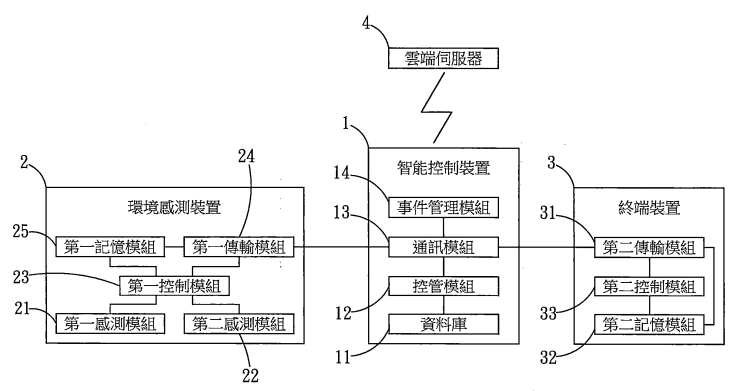 4
雲端伺服器
1
智能控制裝置
14
事件管理模組
13
通訊模組
12
控管模組
11
資料庫
2
環境感測裝置
24
25
第一記憶模組
第一傳輸模組
23
第一控制模組
21
第一感測模組
第二感測模組
22
3
終端裝置
31
第二傳輸模組
33
第二控制模組
32
第二記憶模組